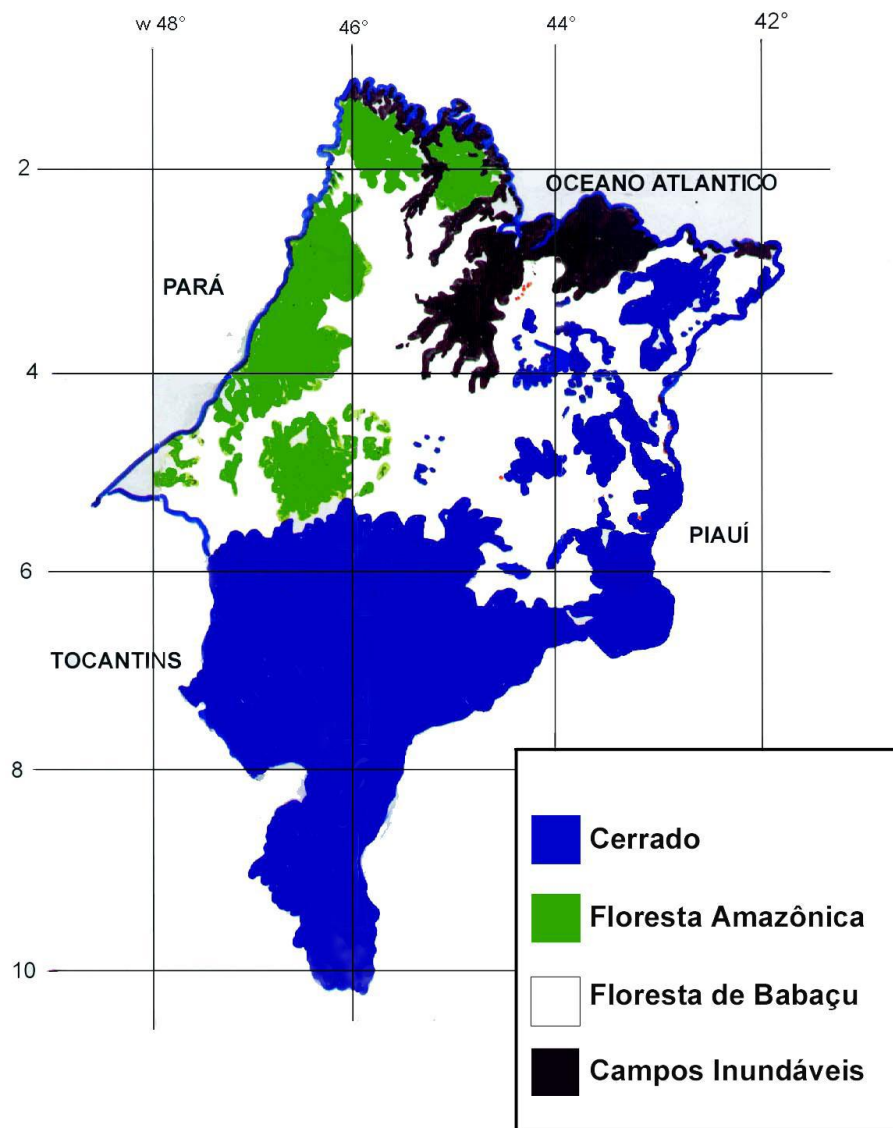 w 48° 46° 44° 42°
2
OCEANO ATLANTICO
PARÁ
4
PIAUÍ
6
TOCANTINS
8
Cerrado
Floresta Amazônica
10
Floresta de Babaçu
Campos Inundáveis